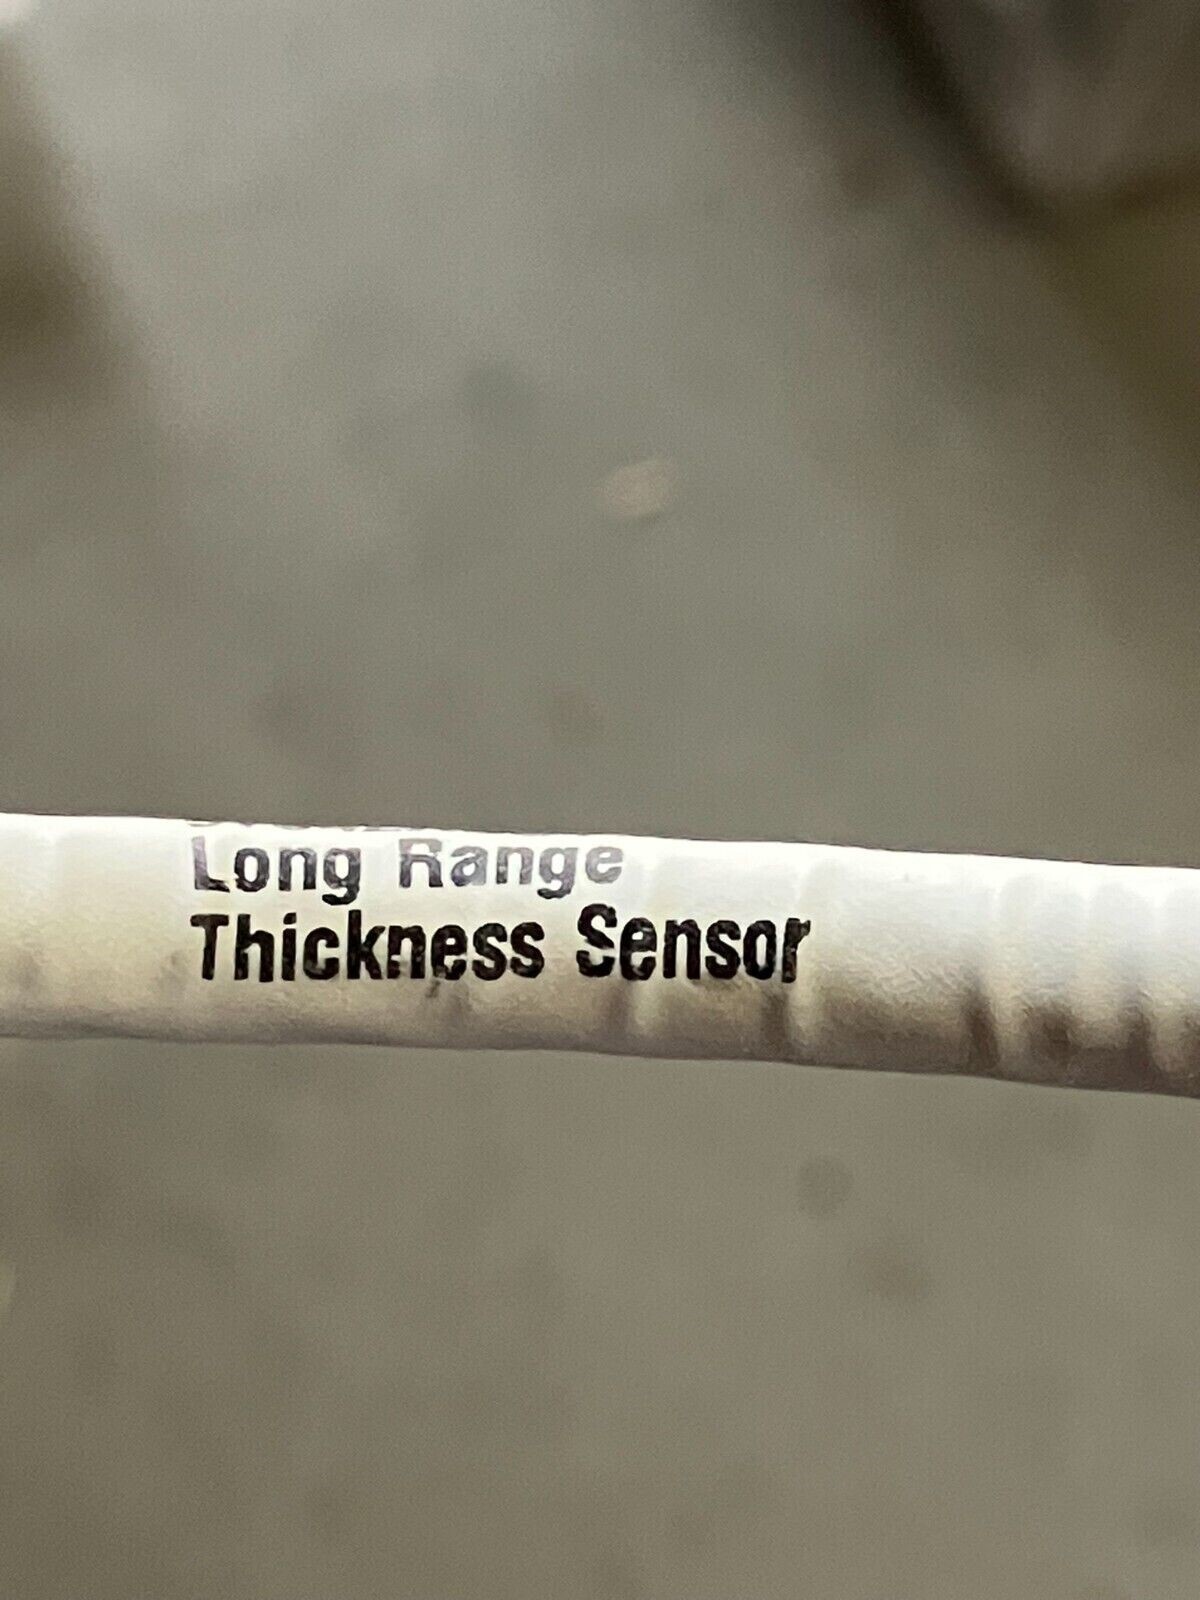 Long Range
Thickness Sensor